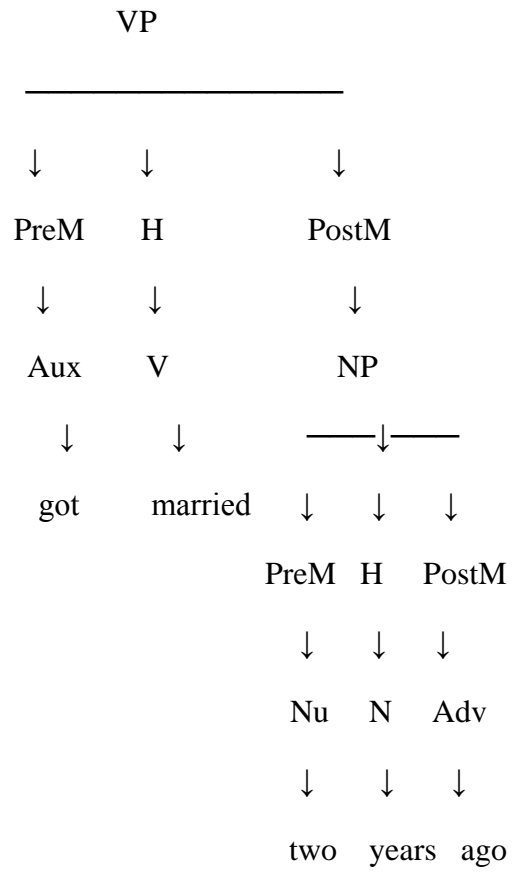 VP
PreM H PostM
Aux V NP
got married
PreM H PostM
Nu N Adv
two years ago